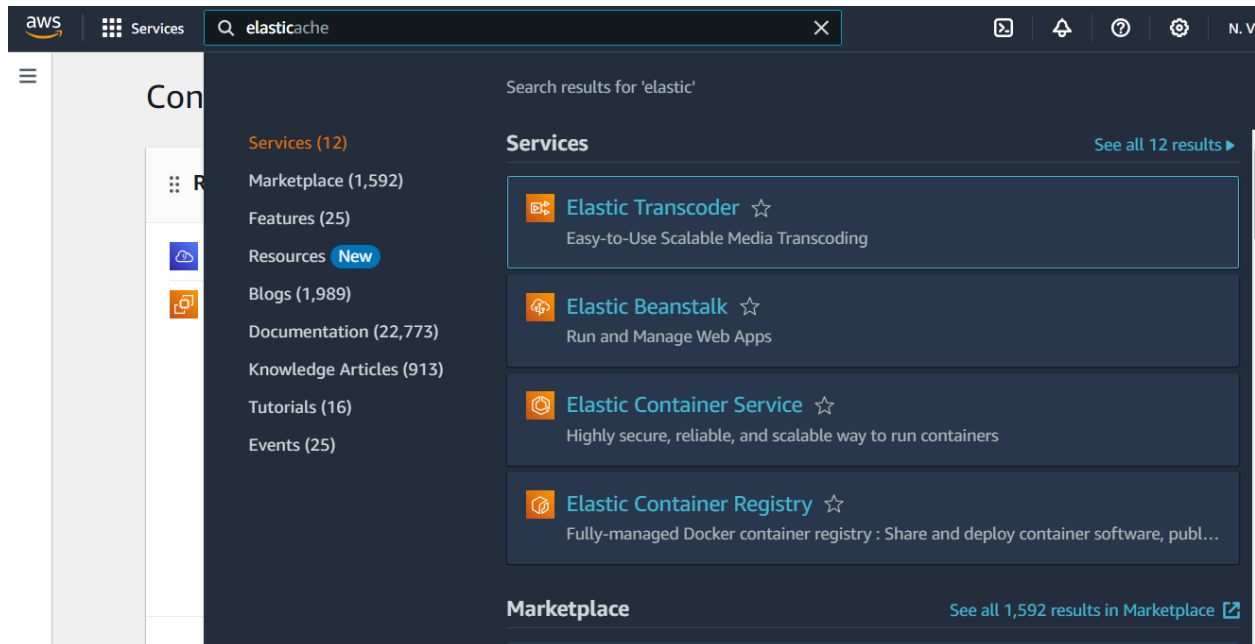 aws Services elasticache N. V
Con
Search results for 'elastic'
Services (12)
Marketplace (1,592)
Features (25)
Resources New
Blogs (1,989)
Documentation (22,773)
Knowledge Articles (913)
Tutorials (16)
Events (25)
Services See all 12 results
R
Elastic Transcoder
Easy-to-Use Scalable Media Transcoding
Elastic Beanstalk
Run and Manage Web Apps
Elastic Container Service
Highly secure, reliable, and scalable way to run containers
Elastic Container Registry
Fully-managed Docker container registry : Share and deploy container software, publ...
Marketplace See all 1,592 results in Marketplace